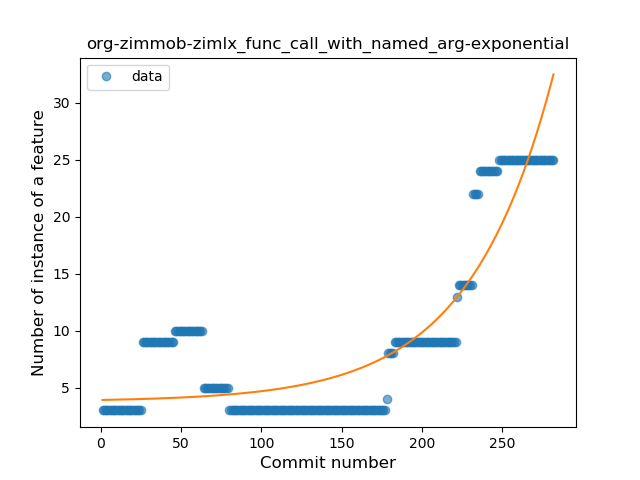 org-zimmob-zimlx_func_call_with_named_arg-exponential
data
Number of instance of a feature
30
25
20
15
10
5
0 50 100 150 200 250
Commit number